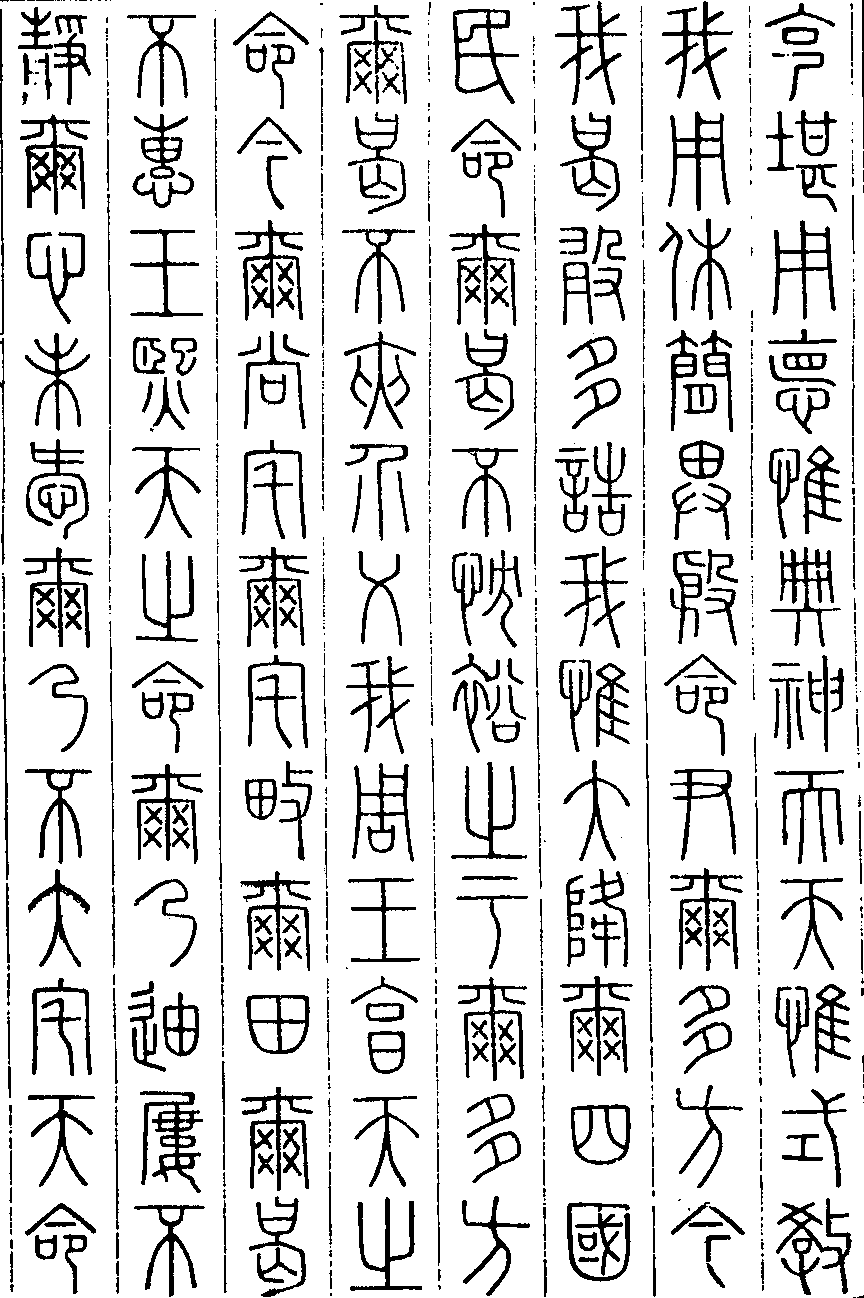 克堪用悳惟典神天天惟式教
我用休簡畀殷命尹爾多方今
我曷敢多誥我惟大降爾四國
民命爾曷不忱裕之于爾多方
爾曷不夾介乂我周王享天之
命今爾尚宅爾宅畋爾田爾曷
不惠王熙天之命爾乃迪屢不
靜爾心未愛爾乃不大宅天命